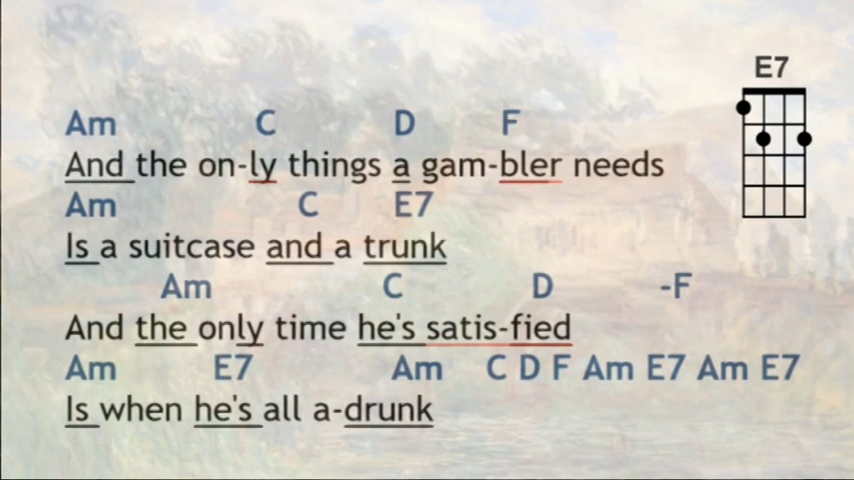 E7
Am C D F
And the on-ly things a gam-bler needs
Am C E7
Is a suitcase and a trunk
Am C D -F
And the only time he's satis-fied
Am E7 Am C D F Am E7 Am E7
Is when he's all a-drunk